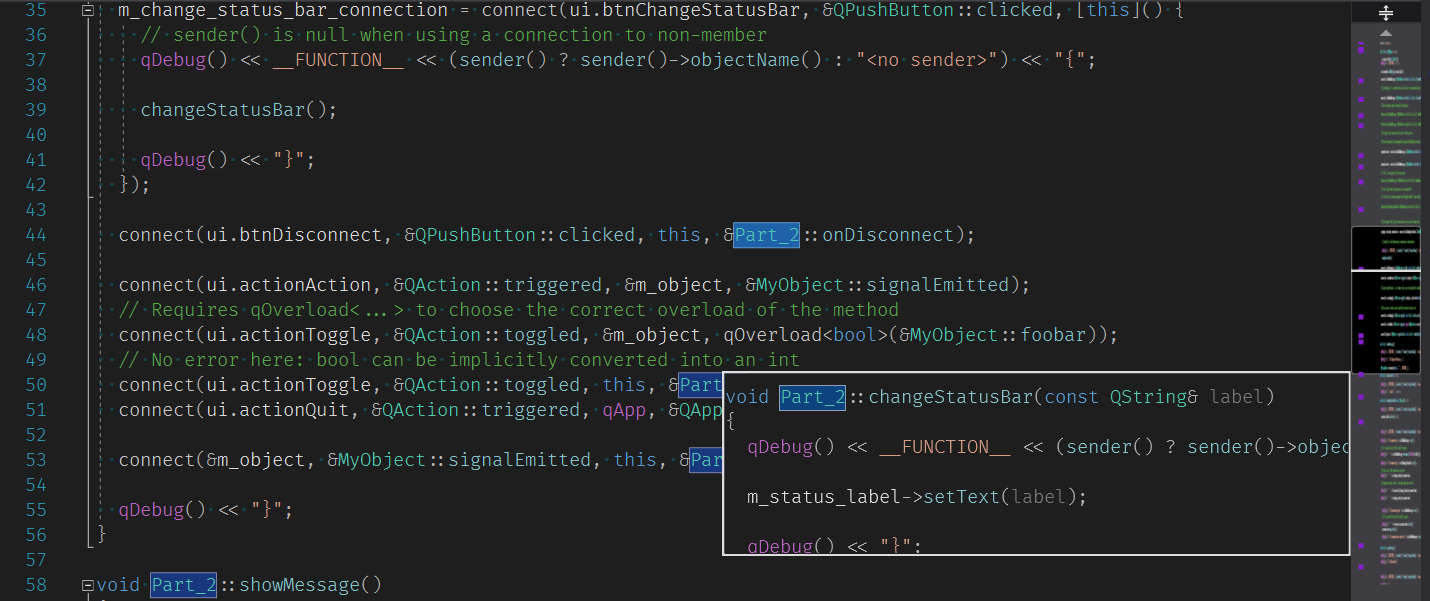 35 m_change_status_bar_connection = connect(ui.btnChangeStatusBar, &QPushButton::clicked, [this]() {
36 // sender() is null when using a connection to non-member
37 qDebug() << __FUNCTION__ << (sender() ? sender()->objectName() : "<no sender>") << "{";
38
39 changeStatusBar();
40
41 qDebug() << "}";
42 });
43
44 connect(ui.btnDisconnect, &QPushButton::clicked, this, &Part_2::onDisconnect);
45
46 connect(ui.actionAction, &QAction::triggered, &m_object, &MyObject::signalEmitted);
47 // Requires qOverload<...> to choose the correct overload of the method
48 connect(ui.actionToggle, &QAction::toggled, &m_object, qOverload<bool>(&MyObject::foobar));
49 // No error here: bool can be implicitly converted into an int
50 connect(ui.actionToggle, &QAction::toggled, this, &Part
51 connect(ui.actionQuit, &QAction::triggered, qApp, &QApp
52
53 connect(&m_object, &MyObject::signalEmitted, this, &Par
54
55 qDebug() << "}";
56 }
57
58 void Part_2::showMessage()
void Part_2::changeStatusBar(const QString& label)
{
qDebug() << __FUNCTION__ << (sender() ? sender()->objec
m_status_label->setText(label);
qDebug() << "}";